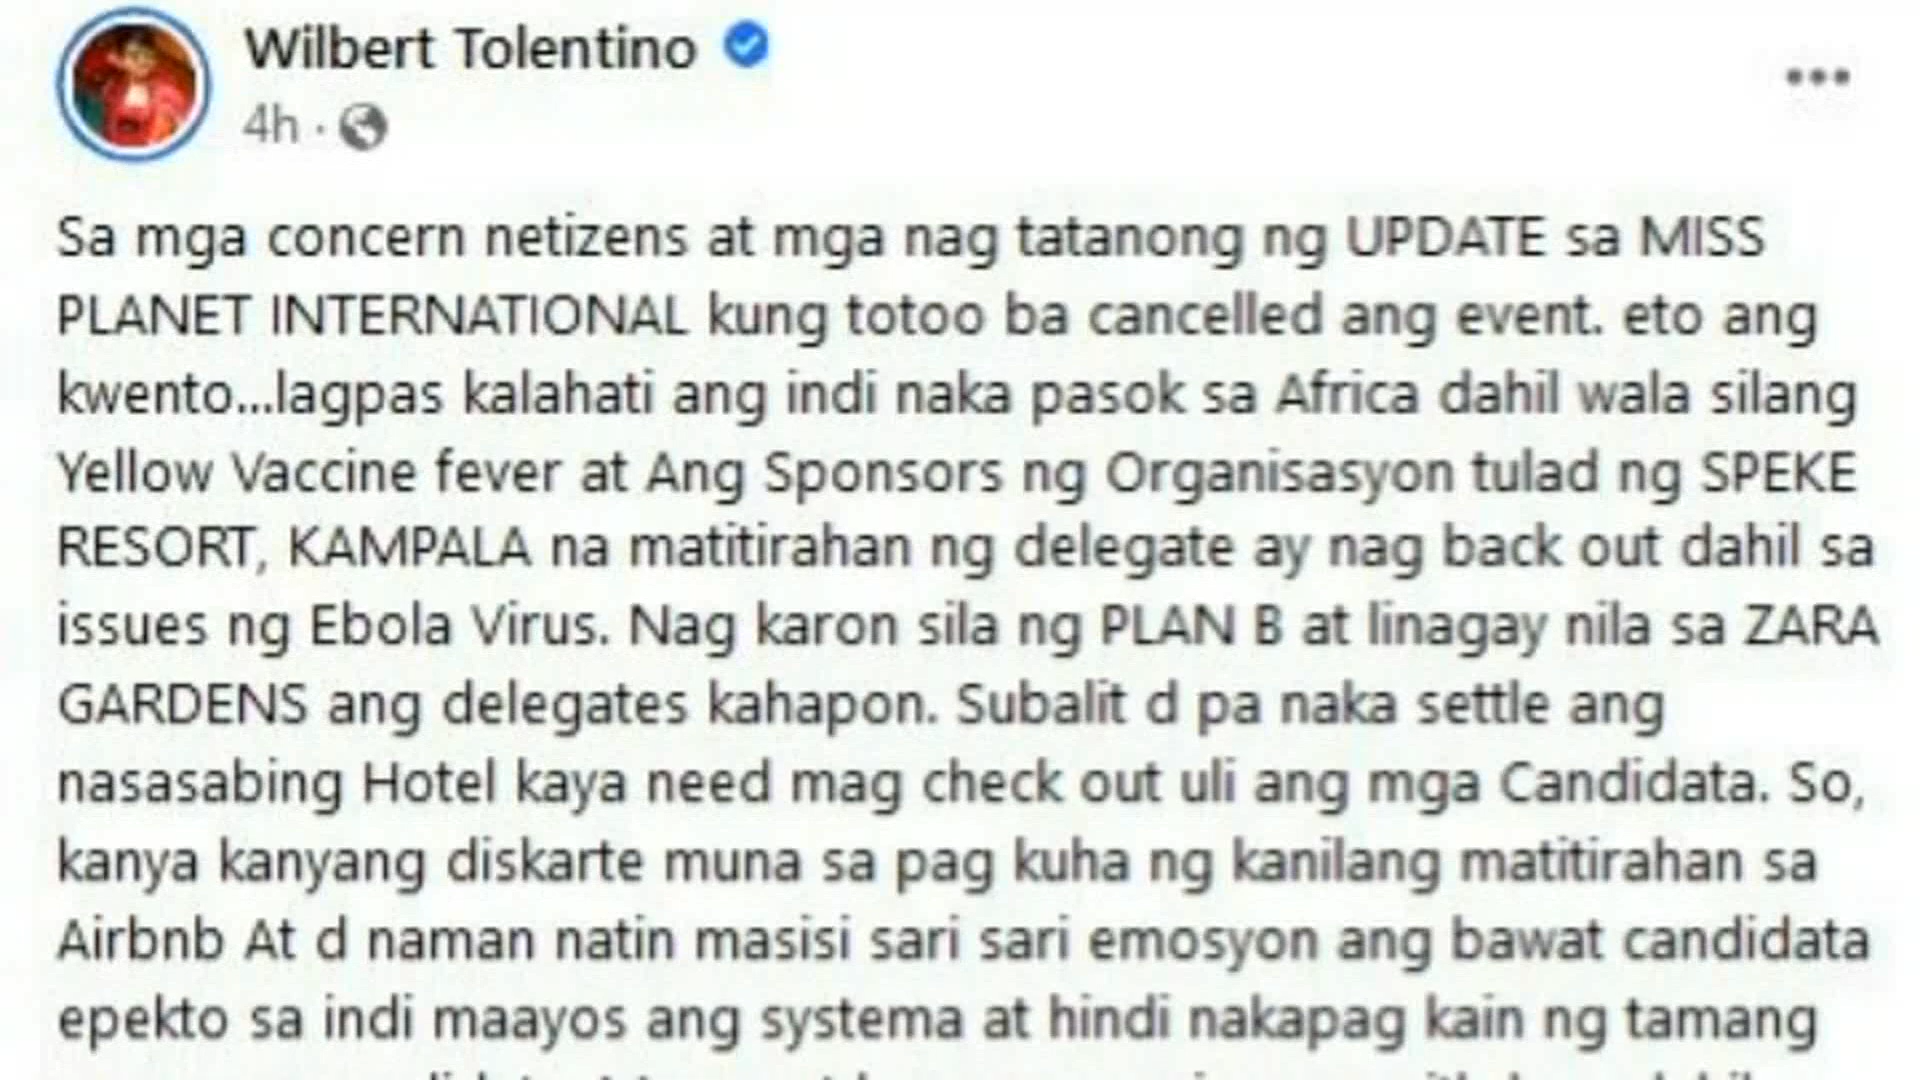 Wilbert Tolentino
4h ·
Sa mga concern netizens at mga nag tatanong ng UPDATE sa MISS
PLANET INTERNATIONAL kung totoo ba cancelled ang event. eto ang
kwento...lagpas kalahati ang indi naka pasok sa Africa dahil wala silang
Yellow Vaccine fever at Ang Sponsors ng Organisasyon tulad ng SPEKE
RESORT, KAMPALA na matitirahan ng delegate ay nag back out dahil sa
issues ng Ebola Virus. Nag karon sila ng PLAN B at linagay nila sa ZARA
GARDENS ang delegates kahapon. Subalit d pa naka settle ang
nasasabing Hotel kaya need mag check out uli ang mga Candidata. So,
kanya kanyang diskarte muna sa pag kuha ng kanilang matitirahan sa
Airbnb At d naman natin masisi sari sari emosyon ang bawat candidata
epekto sa indi maayos ang systema at hindi nakapag kain ng tamang